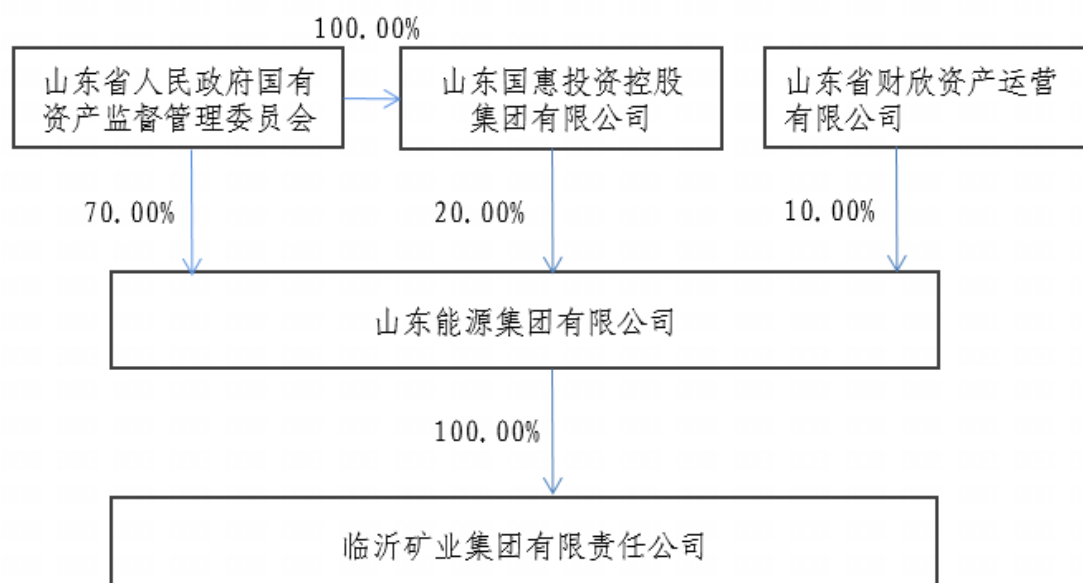 100.00%
山东省人民政府国有
资产监督管理委员会
山东国惠投资控股
集团有限公司
山东省财欣资产运营
有限公司
70.00%
20.00%
10.00%
山东能源集团有限公司
100.00%
临沂矿业集团有限责任公司